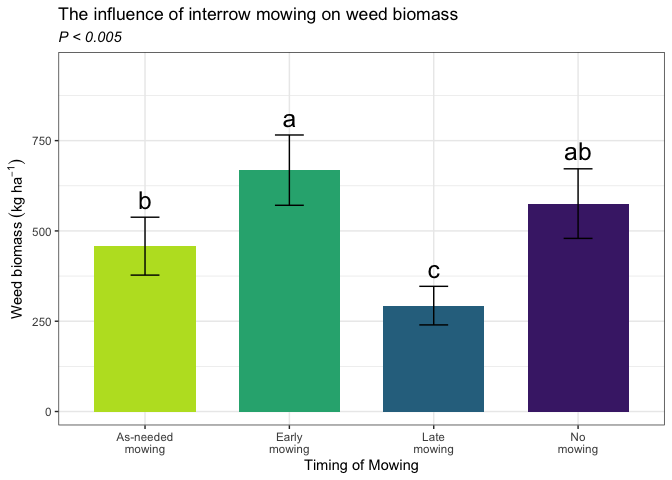 The influence of interrow mowing on weed biomass
P < 0.005
Weed biomass (kg ha⁻¹)
750
500
250
0
b
a
c
ab
As-needed
mowing
Early
mowing
Late
mowing
No
mowing
Timing of Mowing